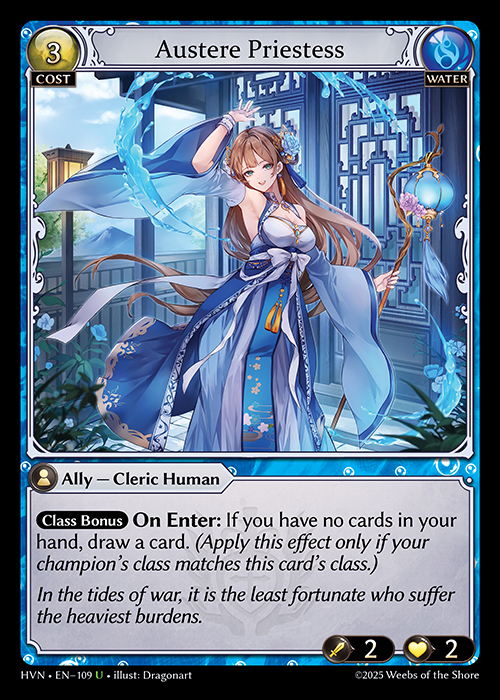 3
COST
Austere Priestess
WATER
Ally — Cleric Human
Class Bonus On Enter: If you have no cards in your
hand, draw a card. (Apply this effect only if your
champion's class matches this card's class.)
In the tides of war, it is the least fortunate who suffer
the heaviest burdens.
2
2
HVN • EN–109 U • illust: Dragonart
©2025 Weebs of the Shore